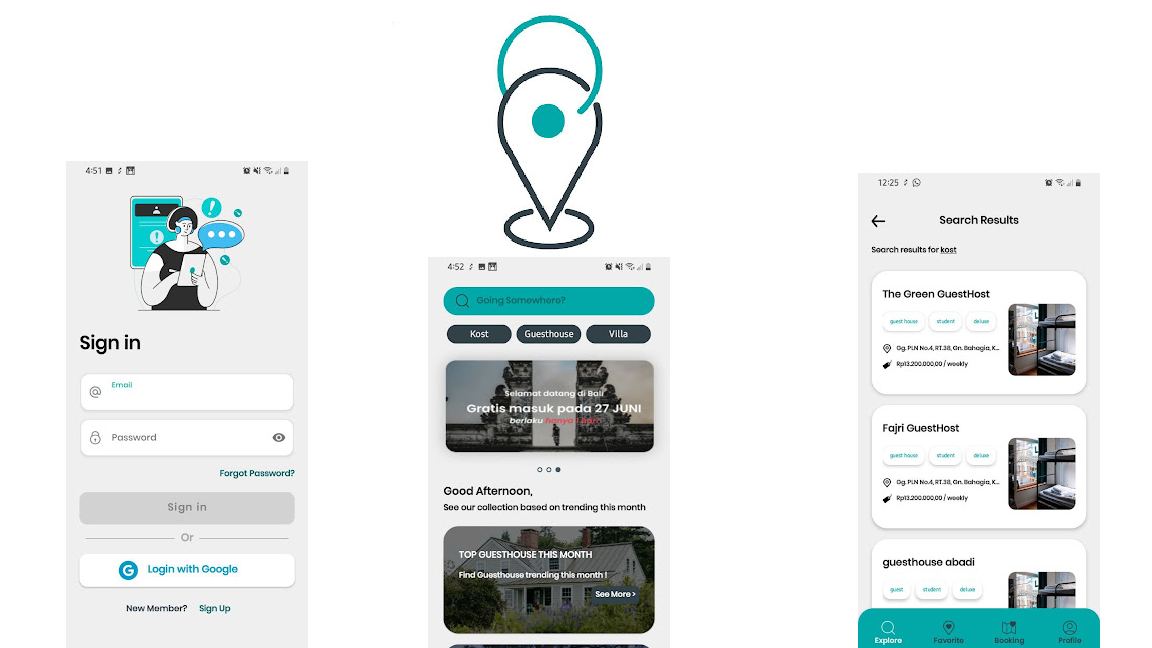 4:51
Sign in
Email
Password
Forgot Password?
Sign in
Or
G
Login with Google
New Member? Sign Up
4:52
Going Somewhere?
Kost
Guesthouse
Villa
Selamat datang di Bali
Gratis masuk pada 27 JUNI
berlaku hanya 1 hari
Good Afternoon,
See our collection based on trending this month
TOP GUESTHOUSE THIS MONTH
Find Guesthouse trending this month !
See More >
12:25
Search Results
Search results for kost
The Green GuestHost
guest house
student
deluxe
Gg. PLN No.4, RT.38, Gn. Bahagia, K...
Rp13.200.000,00 / weekly
Fajri GuestHost
guest house
student
deluxe
Gg. PLN No.4, RT.38, Gn. Bahagia, K...
Rp13.200.000,00 / weekly
guesthouse abadi
guest
student
deluxe
Explore
Favorite
Booking
Profile